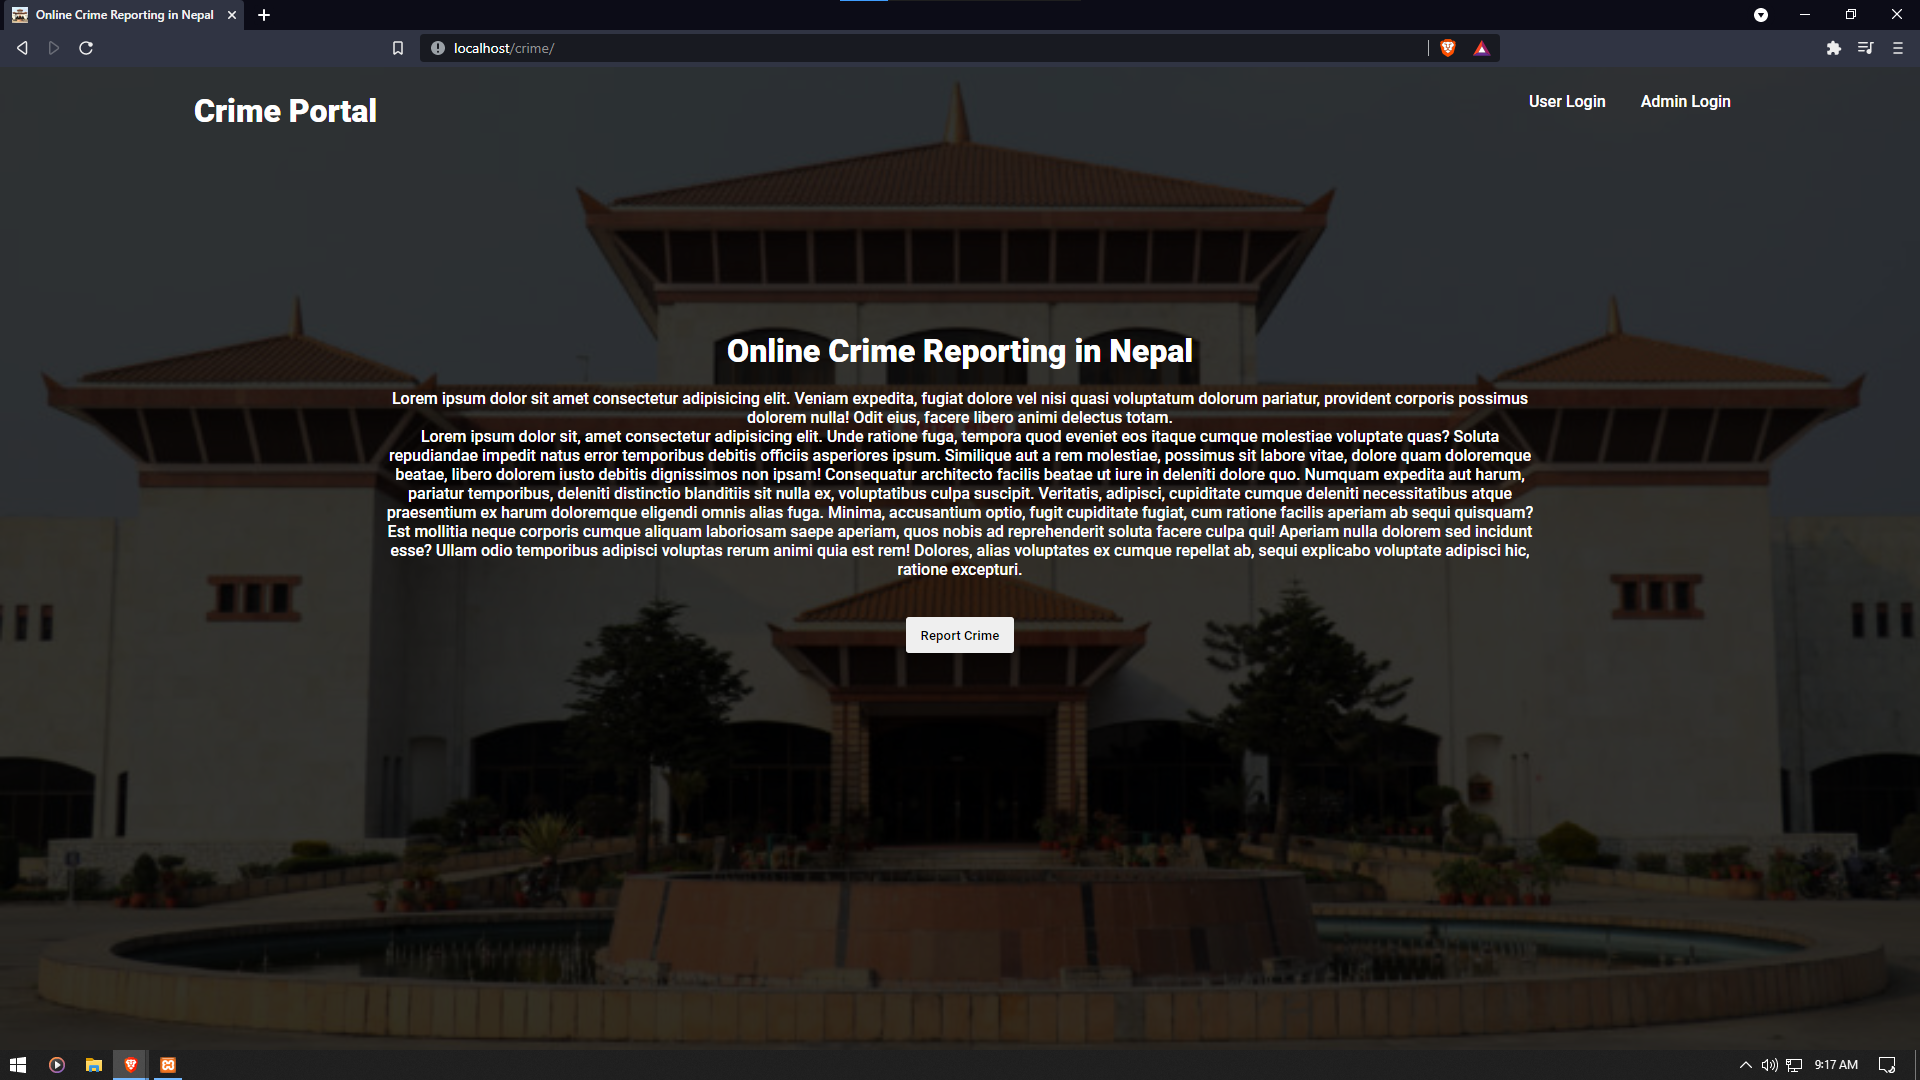 Online Crime Reporting in Nepal
localhost/crime/
Crime Portal
User Login
Admin Login
Online Crime Reporting in Nepal
Lorem ipsum dolor sit amet consectetur adipisicing elit. Veniam expedita, fugiat dolore vel nisi quasi voluptatum dolorum pariatur, provident corporis possimus
dolorem nulla! Odit eius, facere libero animi delectus totam.
Lorem ipsum dolor sit, amet consectetur adipisicing elit. Unde ratione fuga, tempora quod eveniet eos itaque cumque molestiae voluptate quas? Soluta
repudiandae impedit natus error temporibus debitis officiis asperiores ipsum. Similique aut a rem molestiae, possimus sit labore vitae, dolore quam doloremque
beatae, libero dolorem iusto debitis dignissimos non ipsam! Consequatur architecto facilis beatae ut iure in deleniti dolore quo. Numquam expedita aut harum,
pariatur temporibus, deleniti distinctio blanditiis sit nulla ex, voluptatibus culpa suscipit. Veritatis, adipisci, cupiditate cumque deleniti necessitatibus atque
praesentium ex harum doloremque eligendi omnis alias fuga. Minima, accusantium optio, fugit cupiditate fugiat, cum ratione facilis aperiam ab sequi quisquam?
Est mollitia neque corporis cumque aliquam laboriosam saepe aperiam, quos nobis ad reprehenderit soluta facere culpa qui! Aperiam nulla dolorem sed incidunt
esse? Ullam odio temporibus adipisci voluptas rerum animi quia est rem! Dolores, alias voluptates ex cumque repellat ab, sequi explicabo voluptate adipisci hic,
ratione excepturi.
Report Crime
9:17 AM